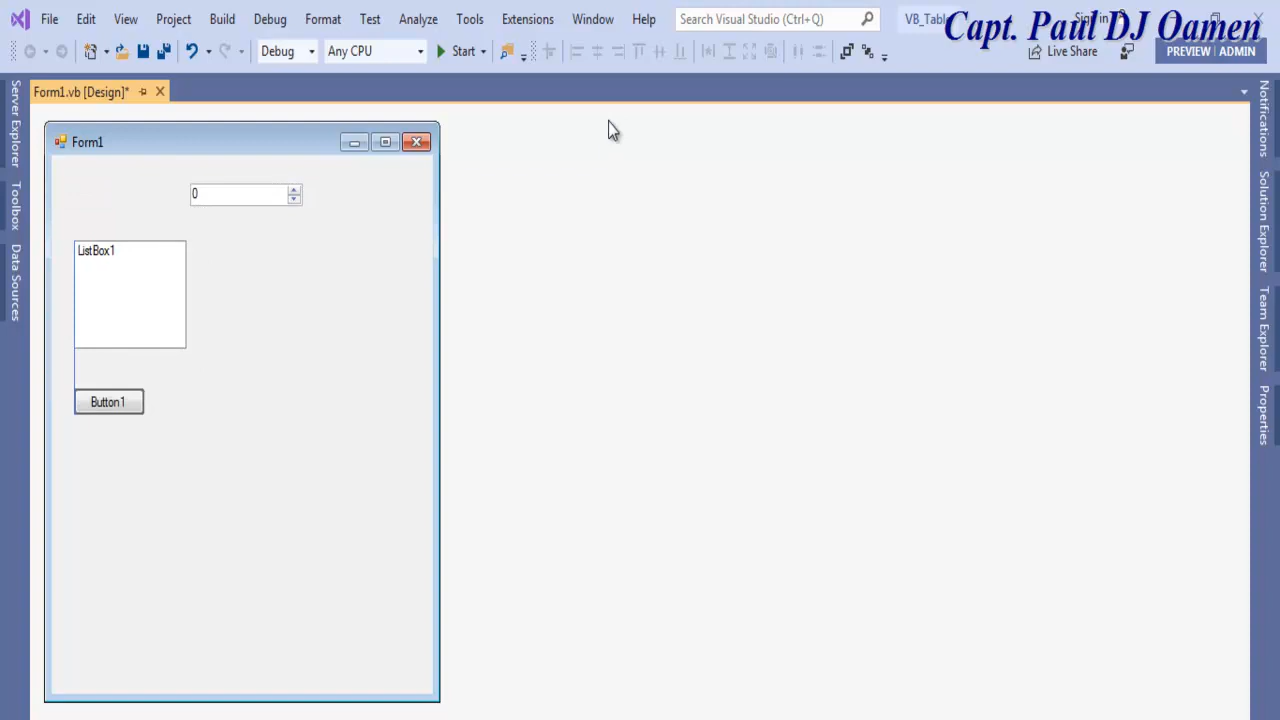 File Edit View Project Build Debug Format Test Analyze Tools Extensions Window Help Search Visual Studio (Ctrl+Q) VB_Table
Capt. Paul DJ Oamen
Debug Any CPU Start Live Share PREVIEW ADMIN
Form1.vb [Design]*
Server Explorer
Toolbox
Data Sources
Form1
0
ListBox1
Button1
Notifications
Solution Explorer
Team Explorer
Properties